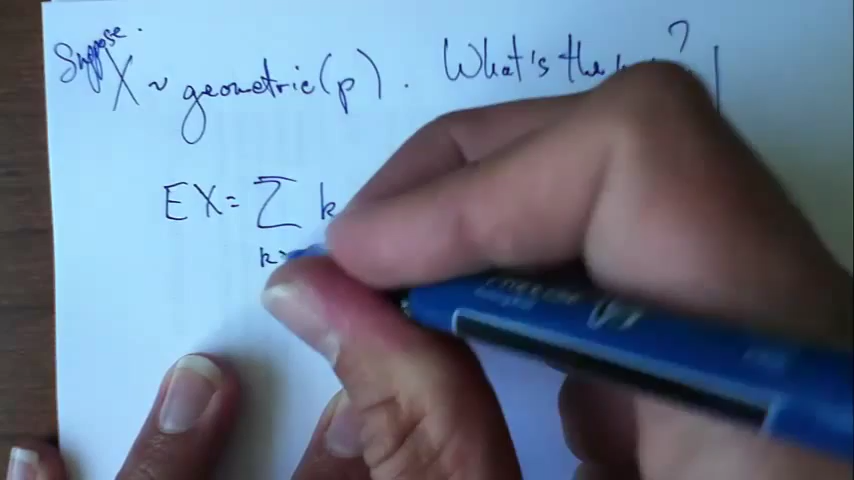 Suppose
X ~ geometric(p). What's the ?
EX = ∑ k
k